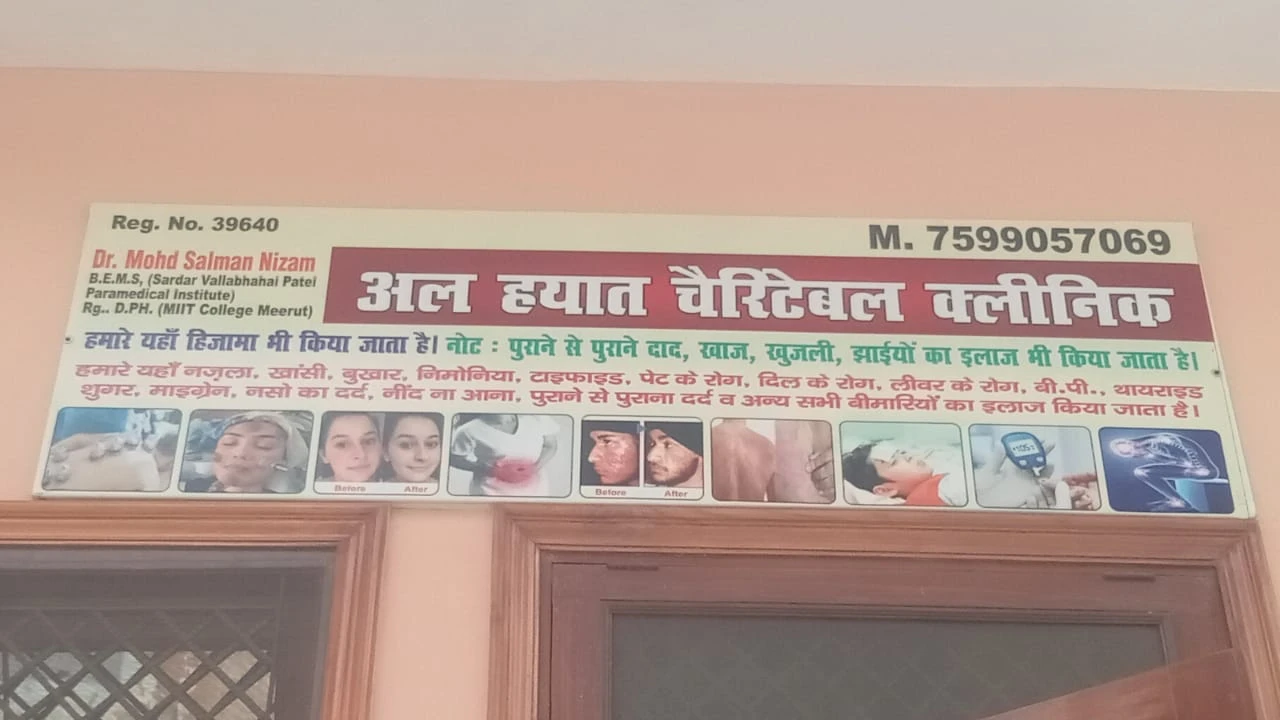 Reg. No. 39640
M. 7599057069
Dr. Mohd Salman Nizam
B.E.M.S, (Sardar Vallabhahai Patel
Paramedical Institute)
Rg.. D.PH. (MIIT College Meerut)
अल हयात चैरिटेबल क्लीनिक
हमारे यहाँ हिजामा भी किया जाता है। नोट : पुराने से पुराने दाद, खाज, खुजली, झाईयों का इलाज भी किया जाता है।
हमारे यहाँ नज़ला, खांसी, बुखार, निमोनिया, टाइफाइड, पेट के रोग, दिल के रोग, लीवर के रोग, बी.पी., थायराइड
शुगर, माइग्रेन, नसो का दर्द, नींद ना आना, पुराने से पुराना दर्द व अन्य सभी बीमारियों का इलाज किया जाता है।
Before After
Before After